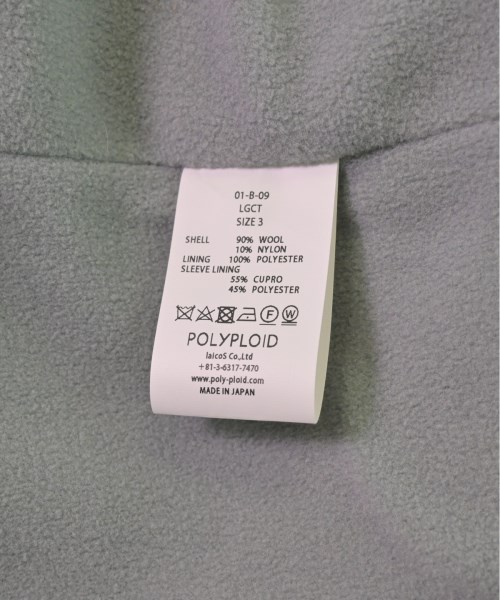 01-B-09
LGCT
SIZE 3
SHELL 90% WOOL
10% NYLON
LINING 100% POLYESTER
SLEEVE LINING
55% CUPRO
45% POLYESTER
F W
POLYPLOID
laicoS Co.,Ltd
+81-3-6317-7470
www.poly-ploid.com
MADE IN JAPAN